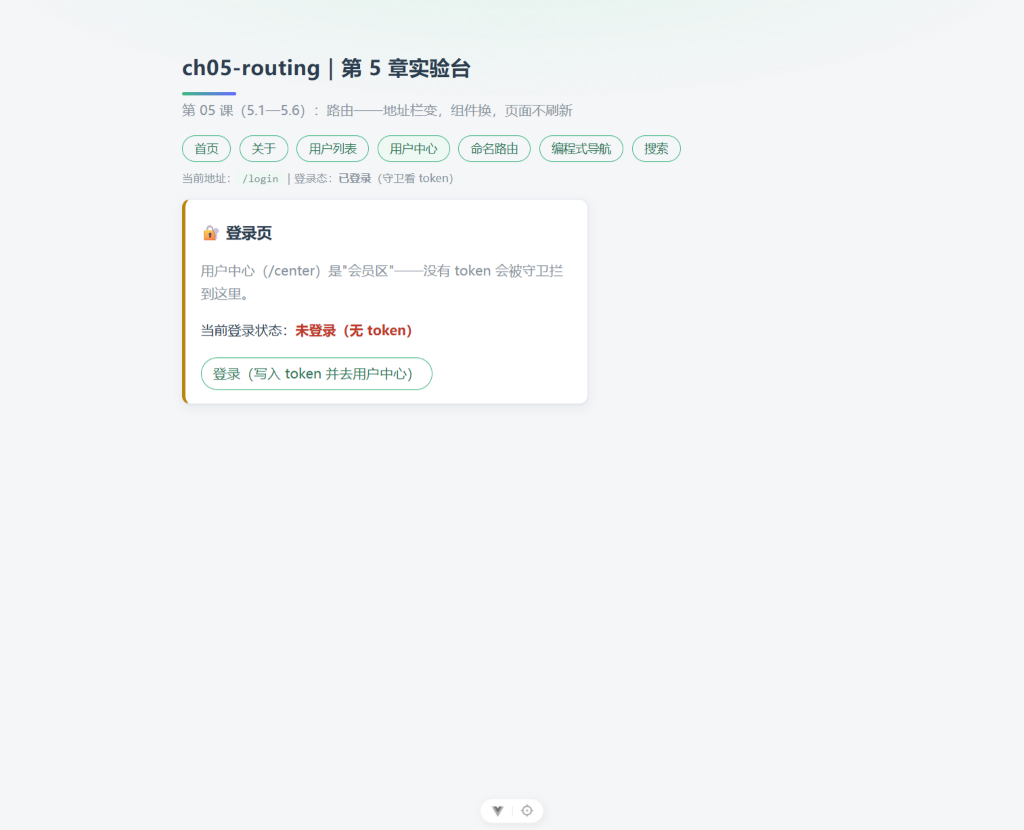 ch05-routing | 第 5 章实验台
第 05 课（5.1—5.6）：路由——地址栏变，组件换，页面不刷新
首页 关于 用户列表 用户中心 命名路由 编程式导航 搜索
当前地址： /login | 登录态：已登录（守卫看 token）
登录页
用户中心（/center）是"会员区"——没有 token 会被守卫拦
到这里。
当前登录状态：未登录（无 token）
登录（写入 token 并去用户中心）